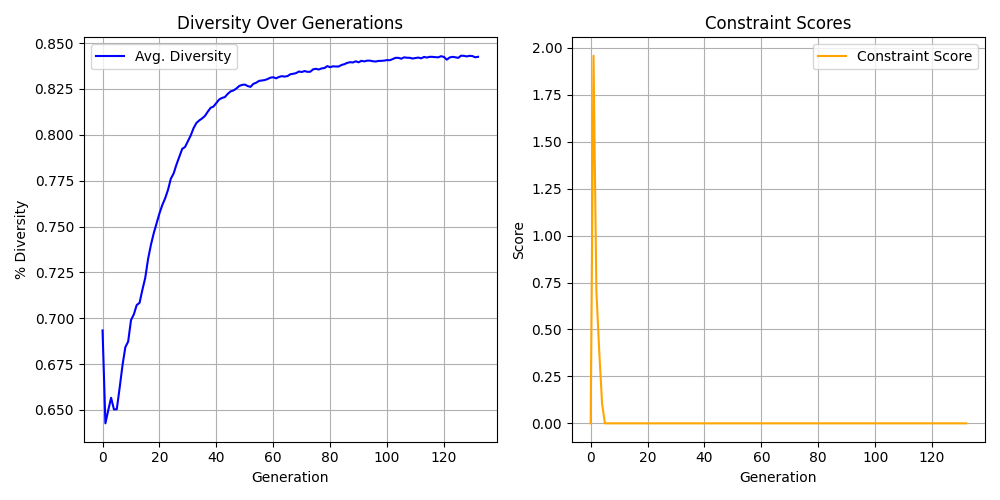 Diversity Over Generations
Avg. Diversity
0.850
0.825
0.800
0.775
0.750
0.725
0.700
0.675
0.650
% Diversity
0 20 40 60 80 100 120
Generation
Constraint Scores
Constraint Score
2.00
1.75
1.50
1.25
1.00
0.75
0.50
0.25
0.00
Score
0 20 40 60 80 100 120
Generation